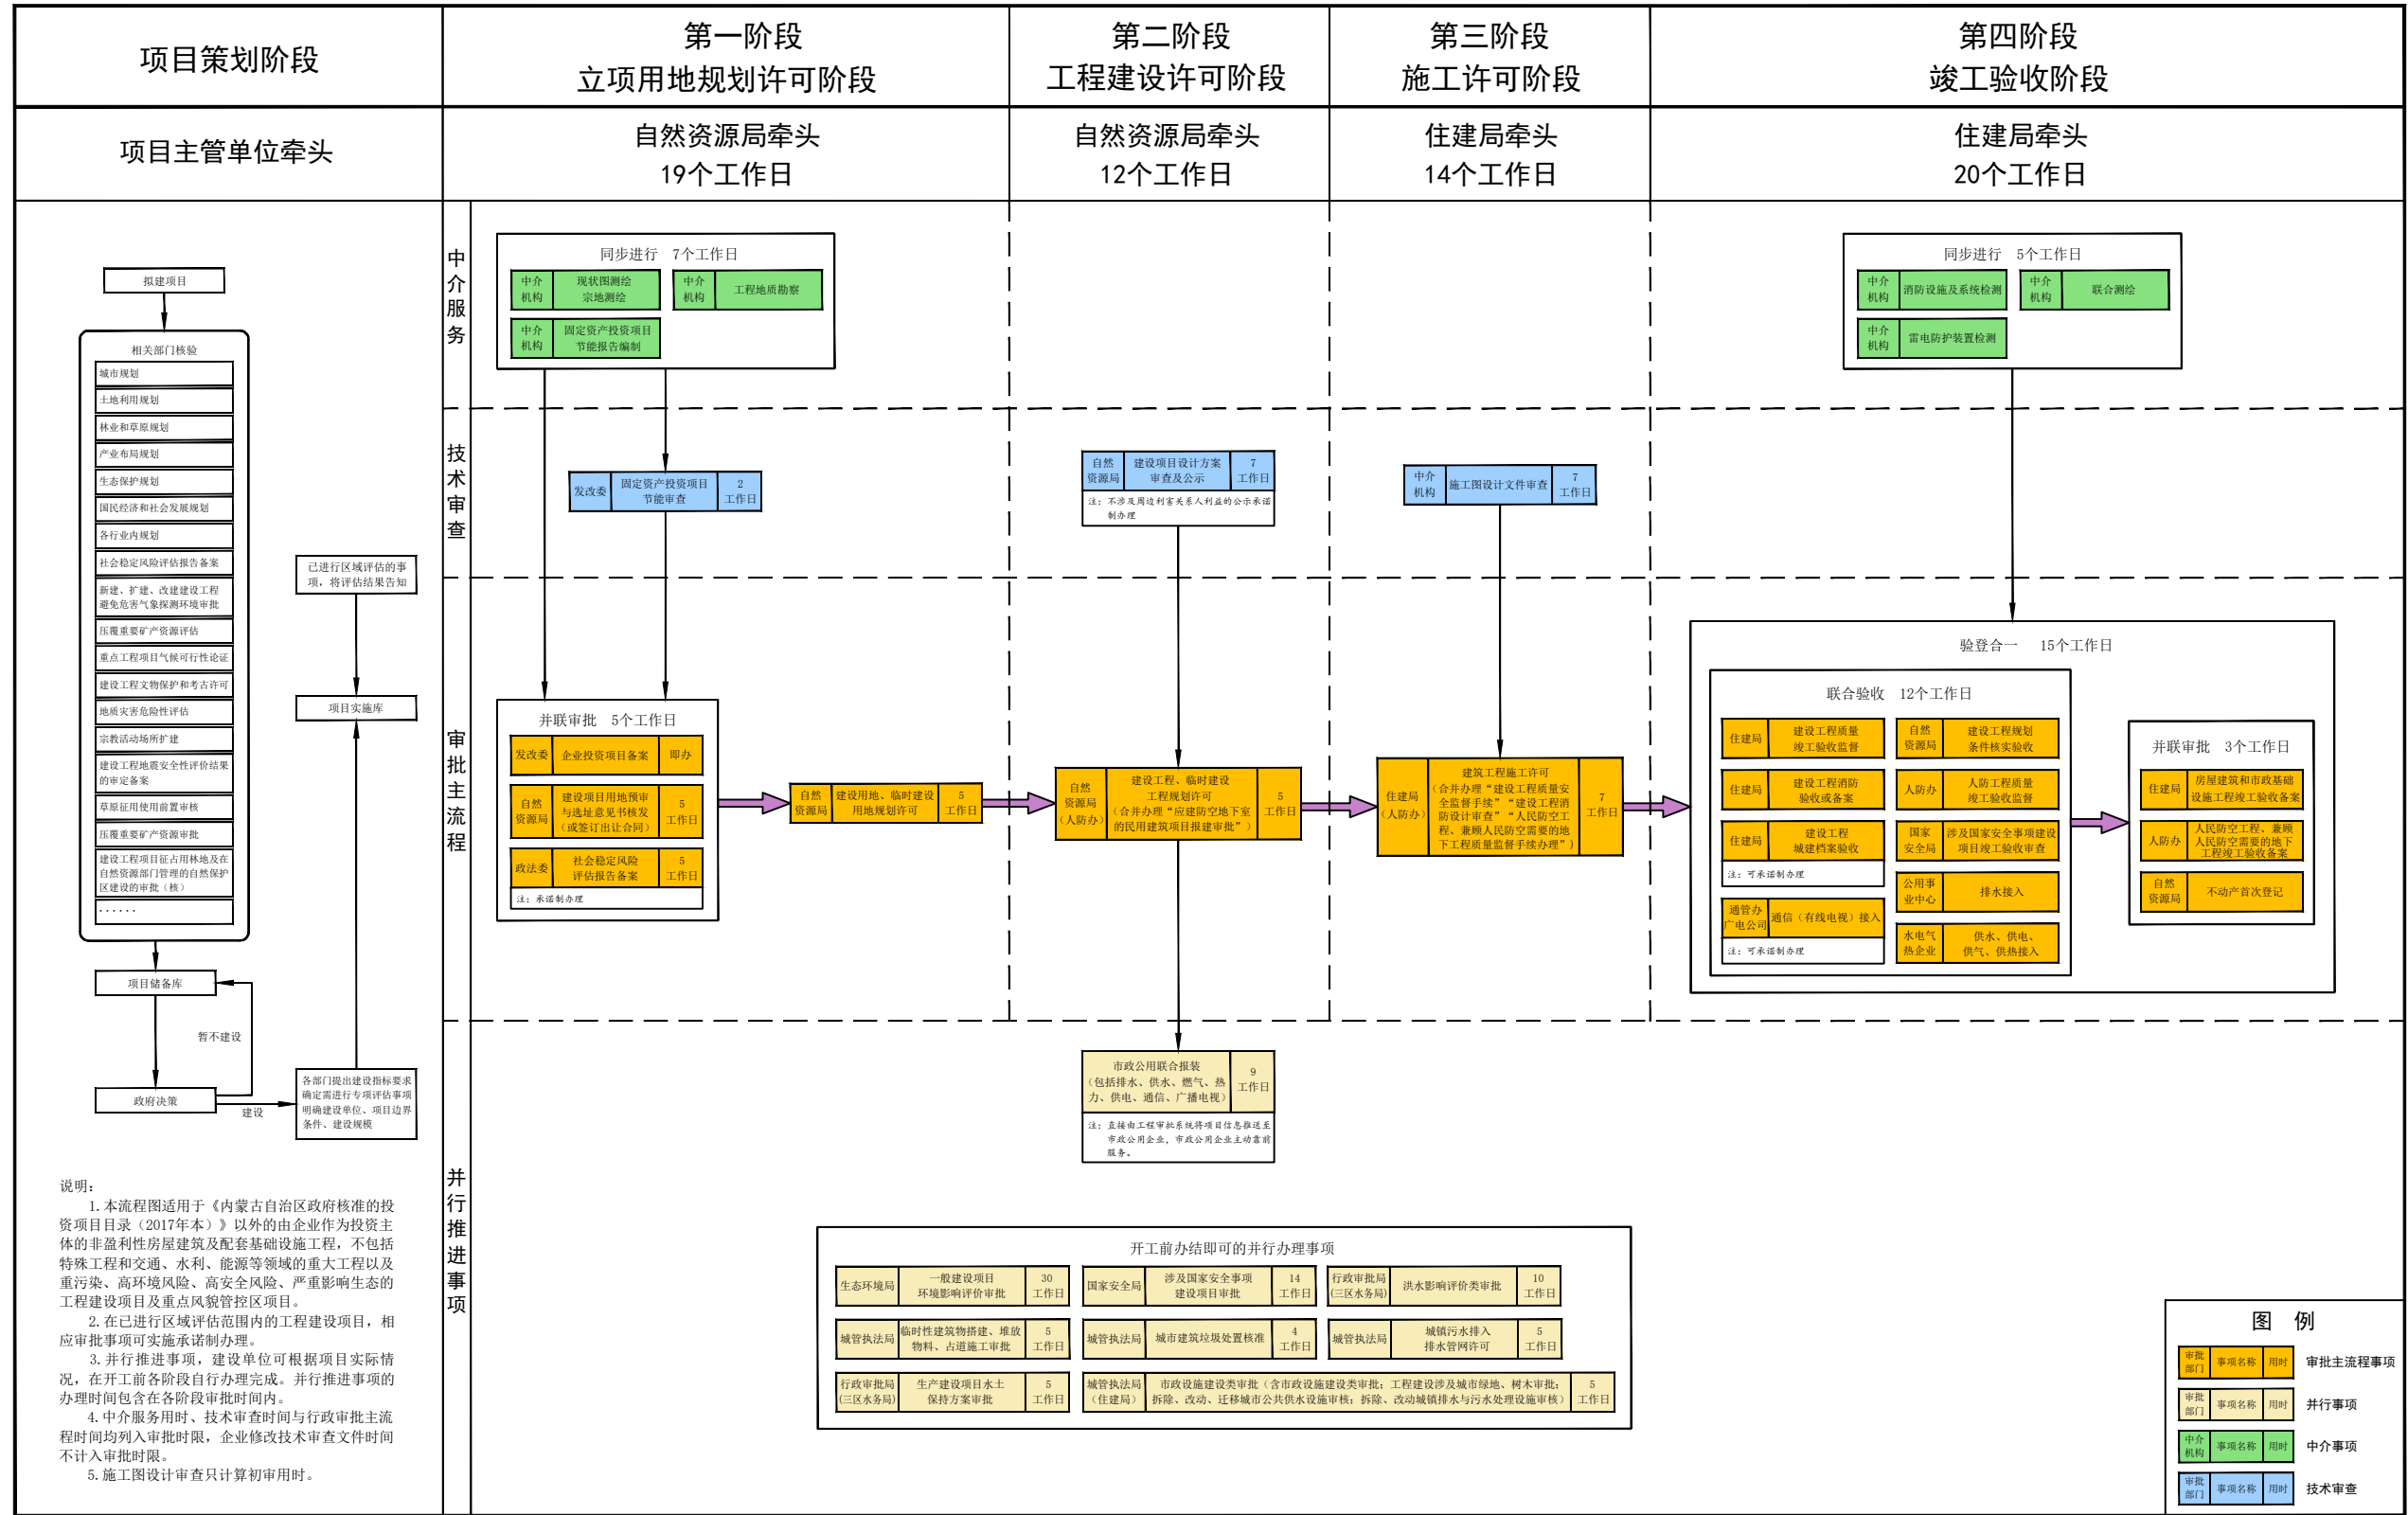 项目策划阶段
第一阶段
立项用地规划许可阶段
第二阶段
工程建设许可阶段
第三阶段
施工许可阶段
第四阶段
竣工验收阶段
项目主管单位牵头
自然资源局牵头
19个工作日
自然资源局牵头
12个工作日
住建局牵头
14个工作日
住建局牵头
20个工作日
拟建项目
相关部门核验
城市规划
土地利用规划
林业和草原规划
产业布局规划
生态保护规划
国民经济和社会发展规划
各行业内规划
社会稳定风险评估报告备案
新建、扩建、改建建设工程
避免危害气象探测环境审批
压覆重要矿产资源评估
重点工程项目气候可行性论证
建设工程文物保护和考古许可
地质灾害危险性评估
宗教活动场所扩建
建设工程地震安全性评价结果
的审定备案
草原征用使用前置审核
压覆重要矿产资源审批
建设工程项目征占用林地及在
自然资源部门管理的自然保护
区建设的审批（核）
······
项目储备库
暂不建设
政府决策
建设
已进行区域评估的事
项，将评估结果告知
项目实施库
各部门提出建设指标要求
确定需进行专项评估事项
明确建设单位、项目边界
条件、建设规模
说明：
1.本流程图适用于《内蒙古自治区政府核准的投
资项目目录（2017年本）》以外的由企业作为投资主
体的非盈利性房屋建筑及配套基础设施工程，不包括
特殊工程和交通、水利、能源等领域的重大工程以及
重污染、高环境风险、高安全风险、严重影响生态的
工程建设项目及重点风貌管控区项目。
2.在已进行区域评估范围内的工程建设项目，相
应审批事项可实施承诺制办理。
3.并行推进事项，建设单位可根据项目实际情
况，在开工前各阶段自行办理完成。并行推进事项的
办理时间包含在各阶段审批时间内。
4.中介服务用时、技术审查时间与行政审批主流
程时间均列入审批时限，企业修改技术审查文件时间
不计入审批时限。
5.施工图设计审查只计算初审用时。
中介服务
同步进行 7个工作日
中介
机构
现状图测绘
宗地测绘
中介
机构
工程地质勘察
中介
机构
固定资产投资项目
节能报告编制
同步进行 5个工作日
中介
机构
消防设施及系统检测
中介
机构
联合测绘
中介
机构
雷电防护装置检测
技术审查
发改委
固定资产投资项目
节能审查
2
工作日
自然
资源局
建设项目设计方案
审查及公示
7
工作日
注：不涉及周边利害关系人利益的公示承诺
制办理
中介
机构
施工图设计文件审查
7
工作日
审批主流程
并联审批 5个工作日
发改委
企业投资项目备案
即办
自然
资源局
建设项目用地预审
与选址意见书核发
（或签订出让合同）
5
工作日
政法委
社会稳定风险
评估报告备案
5
工作日
注：承诺制办理
自然
资源局
建设用地、临时建设
用地规划许可
5
工作日
自然
资源局
（人防办）
建设工程、临时建设
工程规划许可
（合并办理“应建防空地下室
的民用建筑项目报建审批”）
5
工作日
住建局
（人防办）
建筑工程施工许可
（合并办理“建设工程质量安
全监督手续”“建设工程消
防设计审查”“人民防空工
程、兼顾人民防空需要的地
下工程质量监督手续办理”）
7
工作日
验登合一 15个工作日
联合验收 12个工作日
住建局
建设工程质量
竣工验收监督
自然
资源局
建设工程规划
条件核实验收
住建局
建设工程消防
验收或备案
人防办
人防工程质量
竣工验收监督
住建局
建设工程
城建档案验收
注：可承诺制办理
国家
安全局
涉及国家安全事项建设
项目竣工验收审查
公用事
业中心
排水接入
通管办
广电公司
通信（有线电视）接入
注：可承诺制办理
水电气
热企业
供水、供电、
供气、供热接入
并联审批 3个工作日
住建局
房屋建筑和市政基础
设施工程竣工验收备案
人防办
人民防空工程、兼顾
人民防空需要的地下
工程竣工验收备案
自然
资源局
不动产首次登记
并行推进事项
市政公用联合报装
（包括排水、供水、燃气、热
力、供电、通信、广播电视）
9
工作日
注：直接由工程审批系统将项目信息推送至
市政公用企业，市政公用企业主动靠前
服务。
开工前办结即可的并行办理事项
生态环境局
一般建设项目
环境影响评价审批
30
工作日
国家安全局
涉及国家安全事项
建设项目审批
14
工作日
行政审批局
(三区水务局)
洪水影响评价类审批
10
工作日
城管执法局
临时性建筑物搭建、堆放
物料、占道施工审批
5
工作日
城管执法局
城市建筑垃圾处置核准
4
工作日
城管执法局
城镇污水排入
排水管网许可
5
工作日
行政审批局
(三区水务局)
生产建设项目水土
保持方案审批
5
工作日
城管执法局
（住建局）
市政设施建设类审批（含市政设施建设类审批；工程建设涉及城市绿地、树木审批；
拆除、改动、迁移城市公共供水设施审核；拆除、改动城镇排水与污水处理设施审核）
5
工作日
图 例
审批
部门
事项名称
用时
审批主流程事项
审批
部门
事项名称
用时
并行事项
中介
机构
事项名称
用时
中介事项
审批
部门
事项名称
用时
技术审查